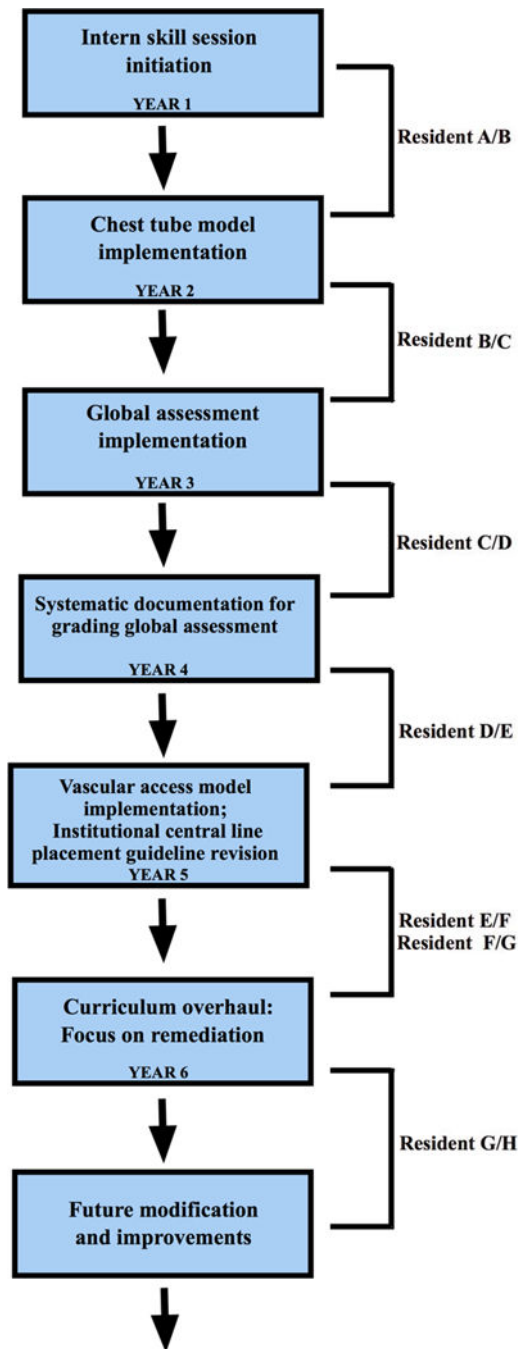 Intern skill session
initiation
YEAR 1
Resident A/B
Chest tube model
implementation
YEAR 2
Resident B/C
Global assessment
implementation
YEAR 3
Resident C/D
Systematic documentation for
grading global assessment
YEAR 4
Resident D/E
Vascular access model
implementation;
Institutional central line
placement guideline revision
YEAR 5
Resident E/F
Resident F/G
Curriculum overhaul:
Focus on remediation
YEAR 6
Resident G/H
Future modification
and improvements